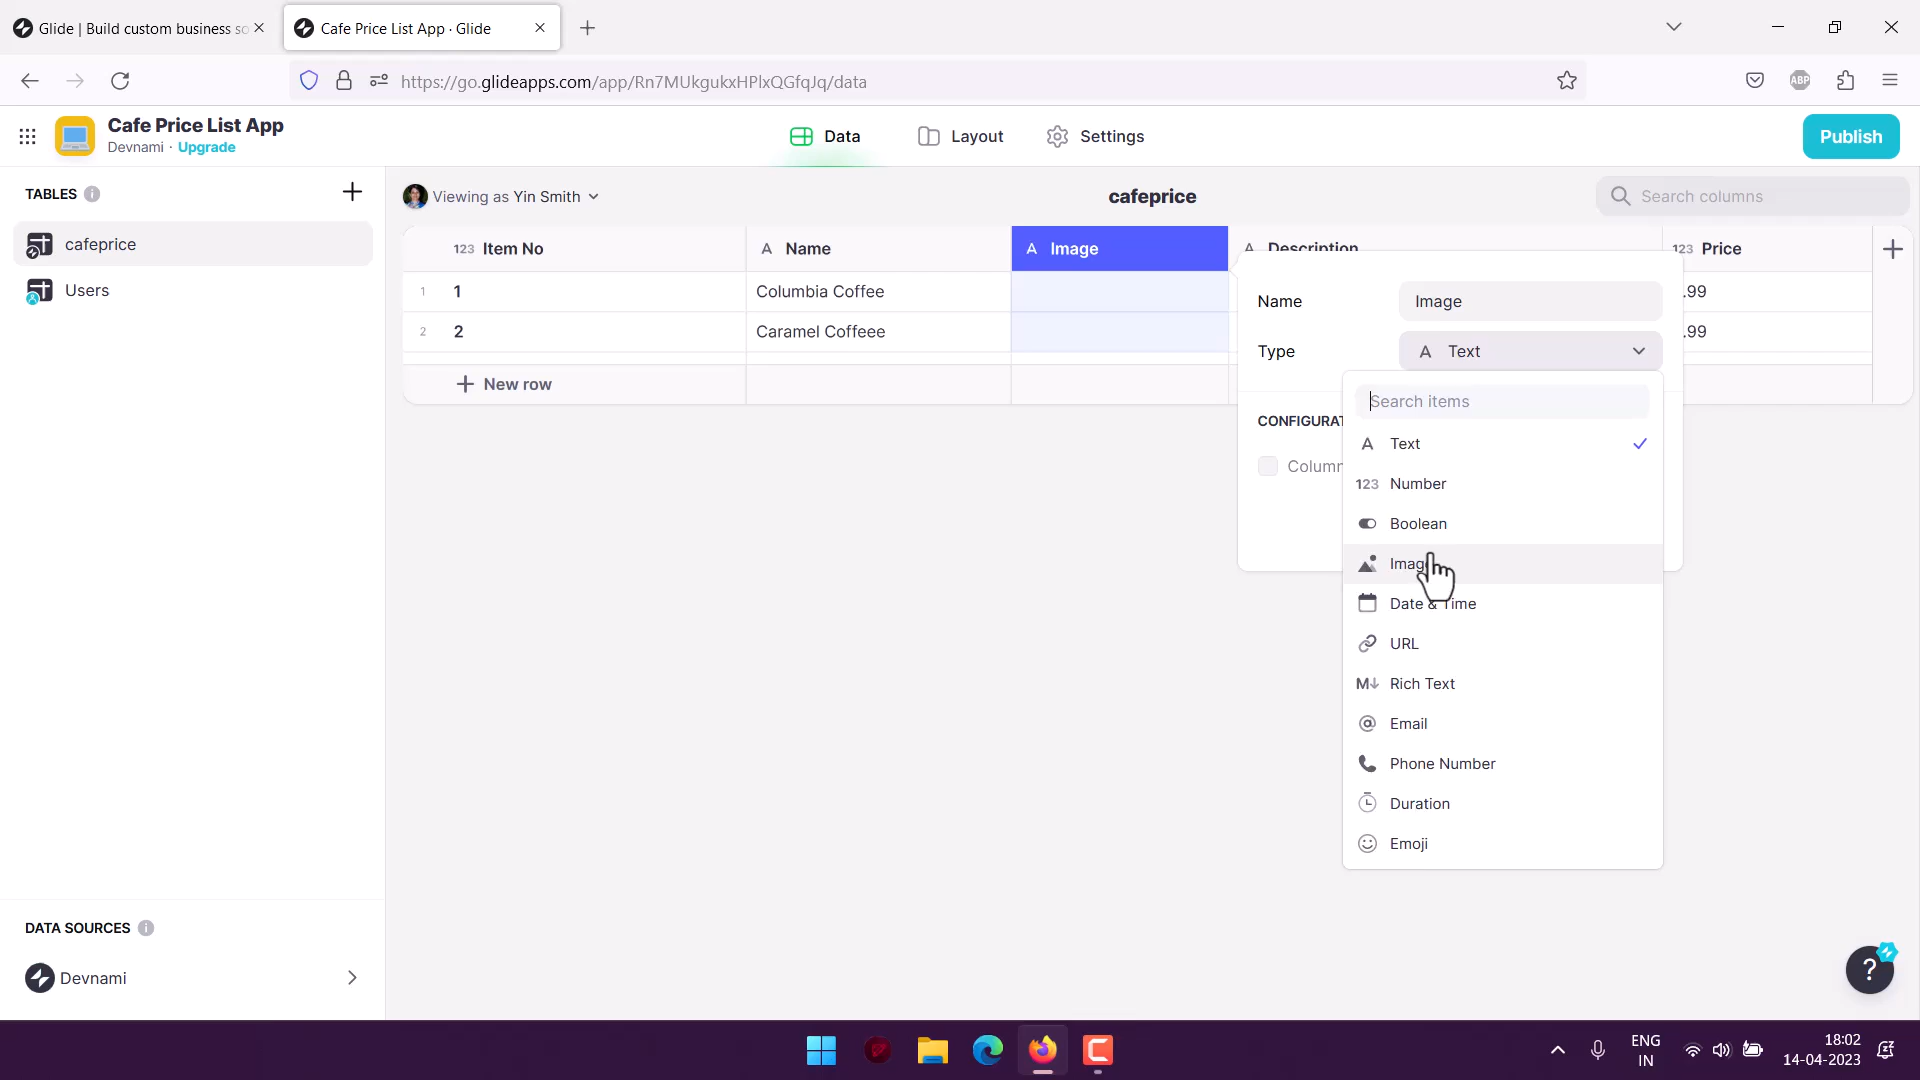 Glide | Build custom business so
Cafe Price List App · Glide
https://go.glideapps.com/app/Rn7MUkgukxHPlxQGfqJq/data
ABP
Cafe Price List App
Devnami · Upgrade
Data
Layout
Settings
Publish
TABLES
cafeprice
Users
Viewing as Yin Smith
cafeprice
Search columns
123 Item No
A Name
A Image
A Description
123 Price
1 1 Columbia Coffee .99
2 2 Caramel Coffeee .99
New row
Name Image
Type A Text
CONFIGURAT
Column
Search items
A Text
123 Number
Boolean
Image
Date & Time
URL
M↓ Rich Text
Email
Phone Number
Duration
Emoji
DATA SOURCES
Devnami
?
ENG
IN
18:02
14-04-2023